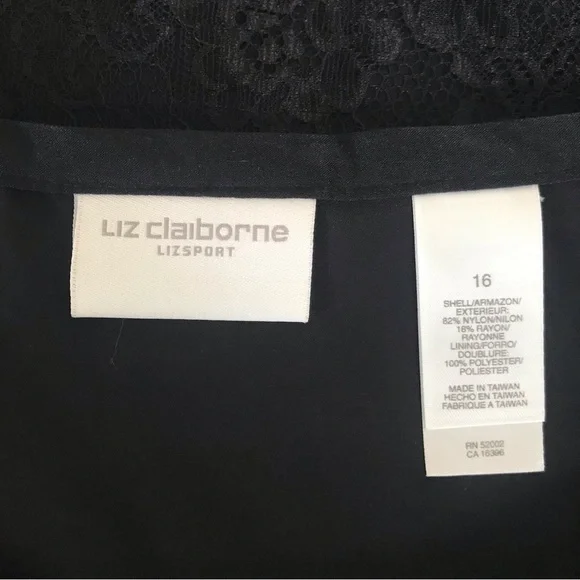 LIZ claiborne
LIZSPORT
16
SHELL/ARMAZON/
EXTERIEUR:
82% NYLON/NILON
18% RAYON/
RAYONNE
LINING/FORRO/
DOUBLURE:
100% POLYESTER/
POLIESTER
MADE IN TAIWAN
HECHO EN TAIWAN
FABRIQUE A TAIWAN
RN 52002
CA 16396